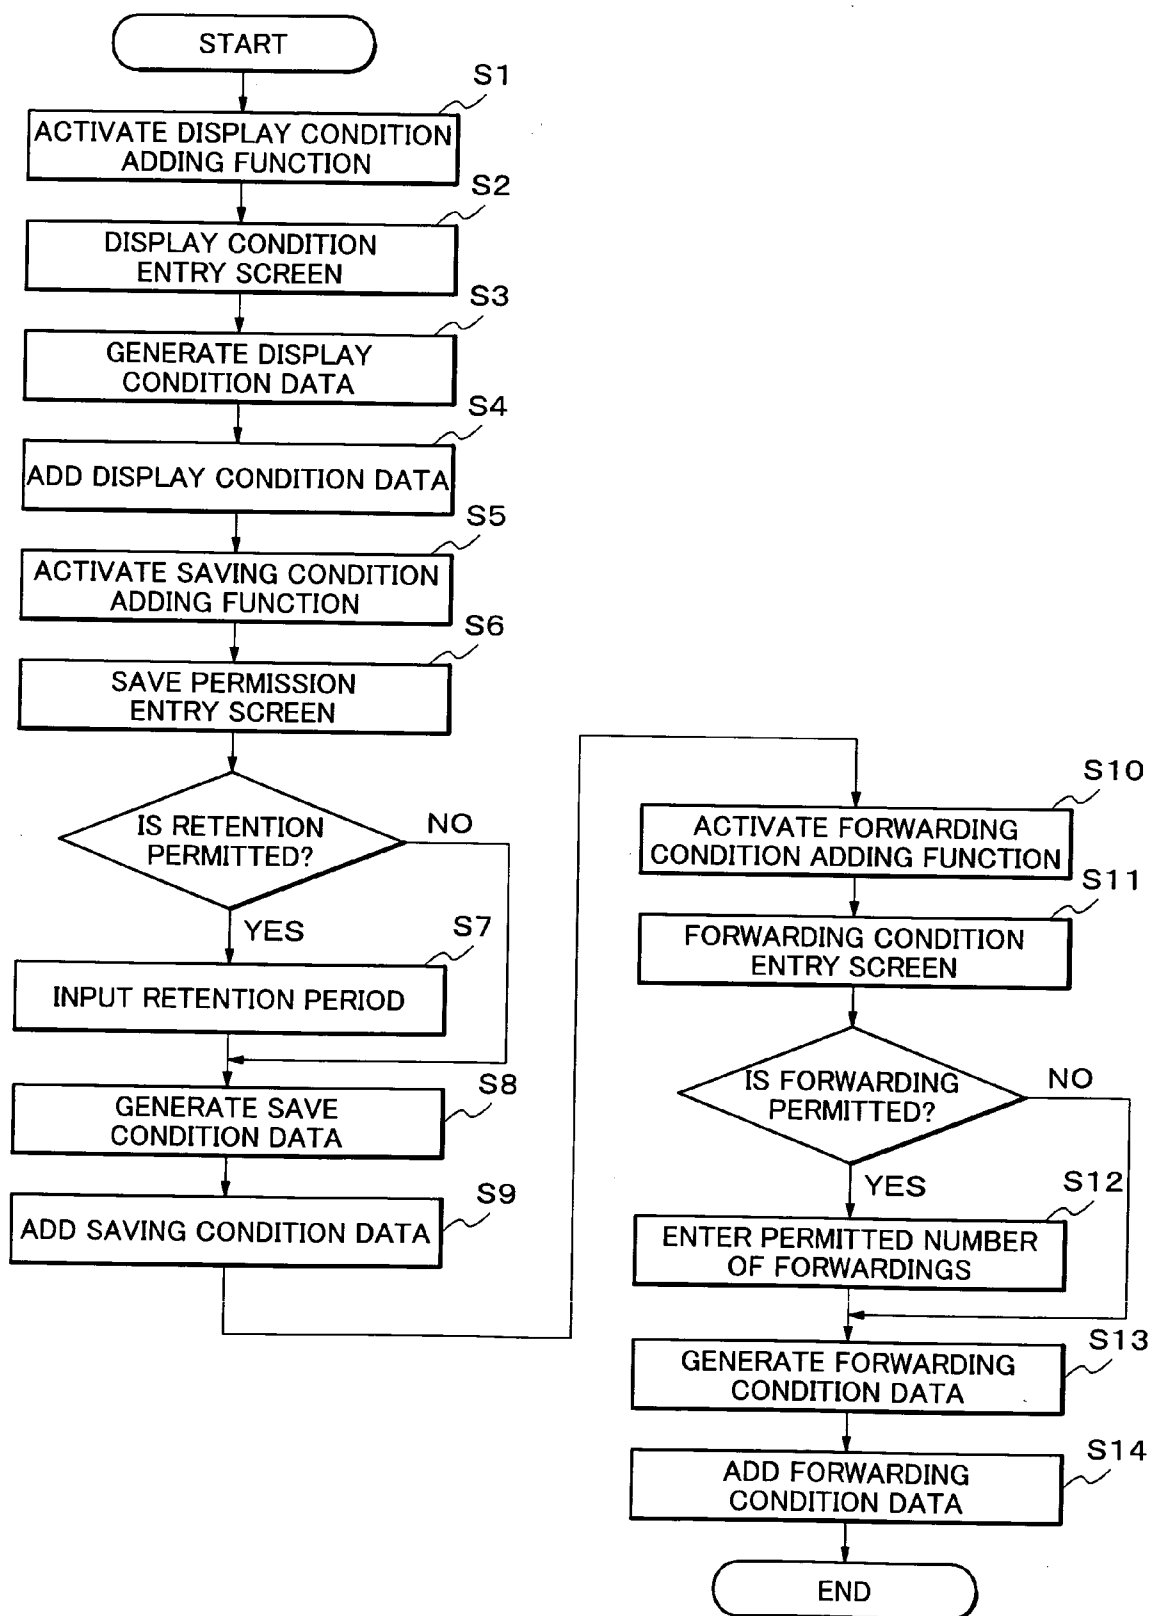 START
S1
ACTIVATE DISPLAY CONDITION
ADDING FUNCTION
S2
DISPLAY CONDITION
ENTRY SCREEN
S3
GENERATE DISPLAY
CONDITION DATA
S4
ADD DISPLAY CONDITION DATA
S5
ACTIVATE SAVING CONDITION
ADDING FUNCTION
S6
SAVE PERMISSION
ENTRY SCREEN
IS RETENTION
PERMITTED?
NO
YES
S7
INPUT RETENTION PERIOD
S8
GENERATE SAVE
CONDITION DATA
S9
ADD SAVING CONDITION DATA
S10
ACTIVATE FORWARDING
CONDITION ADDING FUNCTION
S11
FORWARDING CONDITION
ENTRY SCREEN
IS FORWARDING
PERMITTED?
NO
YES
S12
ENTER PERMITTED NUMBER
OF FORWARDINGS
S13
GENERATE FORWARDING
CONDITION DATA
S14
ADD FORWARDING
CONDITION DATA
END